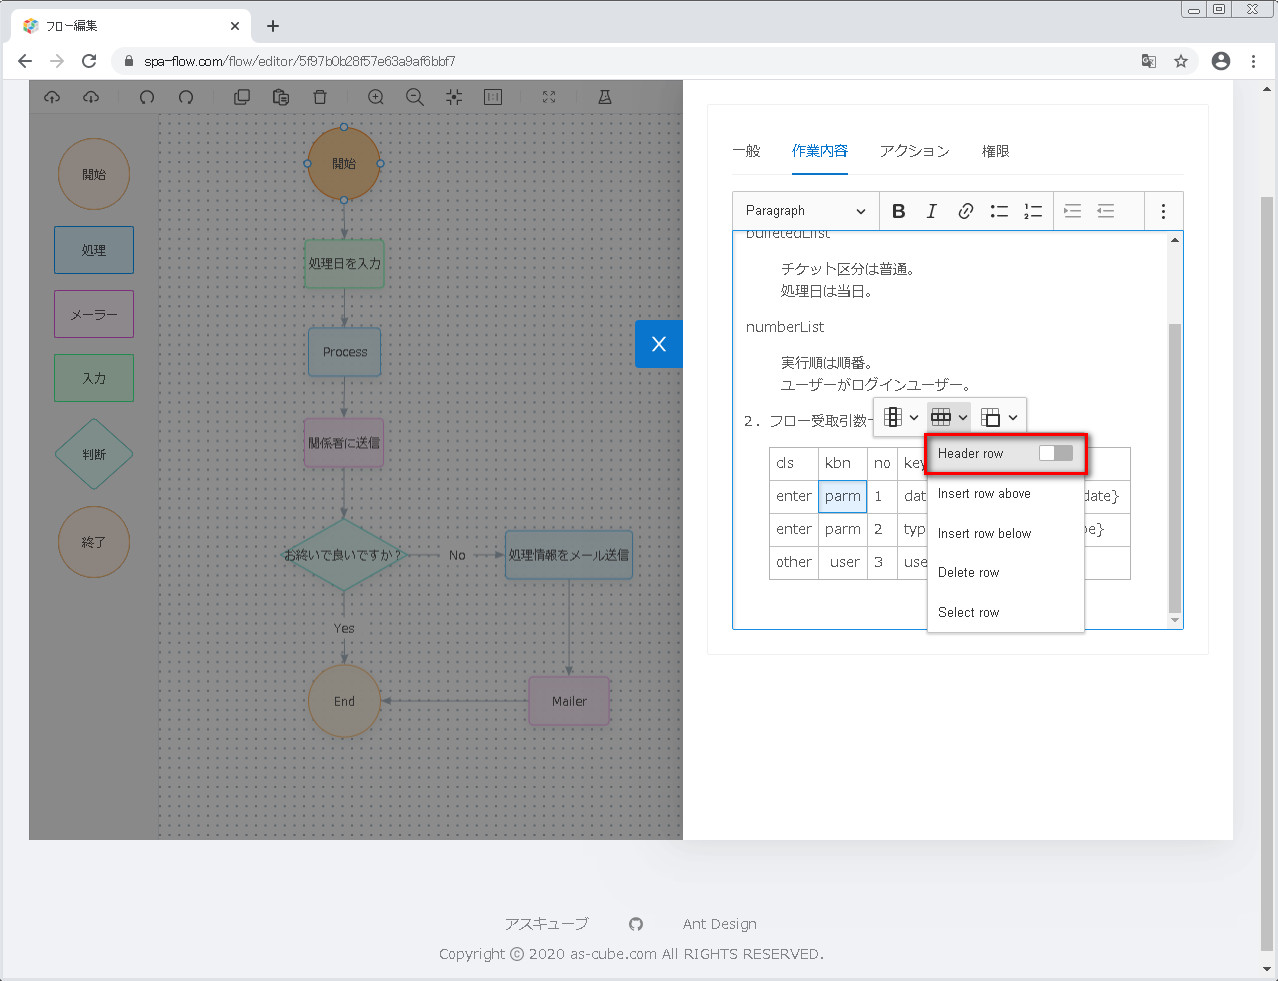 フロー編集
spa-flow.com/flow/editor/5f97b0b28f57e63a9af6bbf7
開始
処理
メーラー
入力
判断
終了
開始
処理日を入力
Process
関係者に送信
お終いで良いですか？
No
処理情報をメール送信
Yes
End
Mailer
一般
作業内容
アクション
権限
Paragraph
bulletedList
チケット区分は普通。
処理日は当日。
numberList
実行順は順番。
ユーザーがログインユーザー。
2. フロー受取引数
cls kbn no key
enter parm 1 dat date}
enter parm 2 typ e}
other user 3 use
Header row
Insert row above
Insert row below
Delete row
Select row
アスキューブ
Ant Design
Copyright © 2020 as-cube.com All RIGHTS RESERVED.